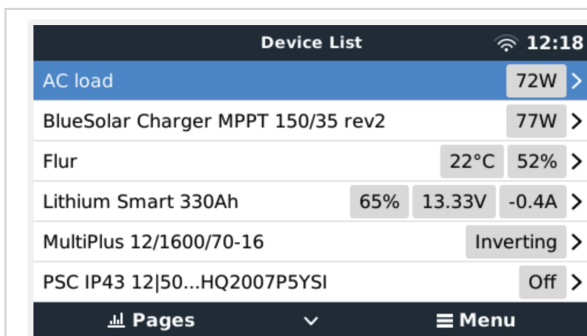 Device List 12:18
AC load 72W
BlueSolar Charger MPPT 150/35 rev2 77W
Flur 22°C 52%
Lithium Smart 330Ah 65% 13.33V -0.4A
MultiPlus 12/1600/70-16 Inverting
PSC IP43 12|50...HQ2007P5YSI Off
Pages Menu